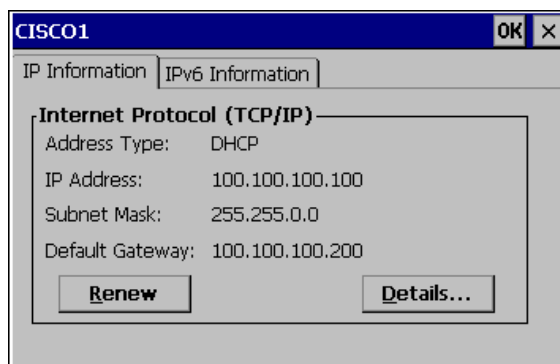 CISCO1 OK ×
IP Information IPv6 Information
Internet Protocol (TCP/IP)
Address Type: DHCP
IP Address: 100.100.100.100
Subnet Mask: 255.255.0.0
Default Gateway: 100.100.100.200
Renew Details...